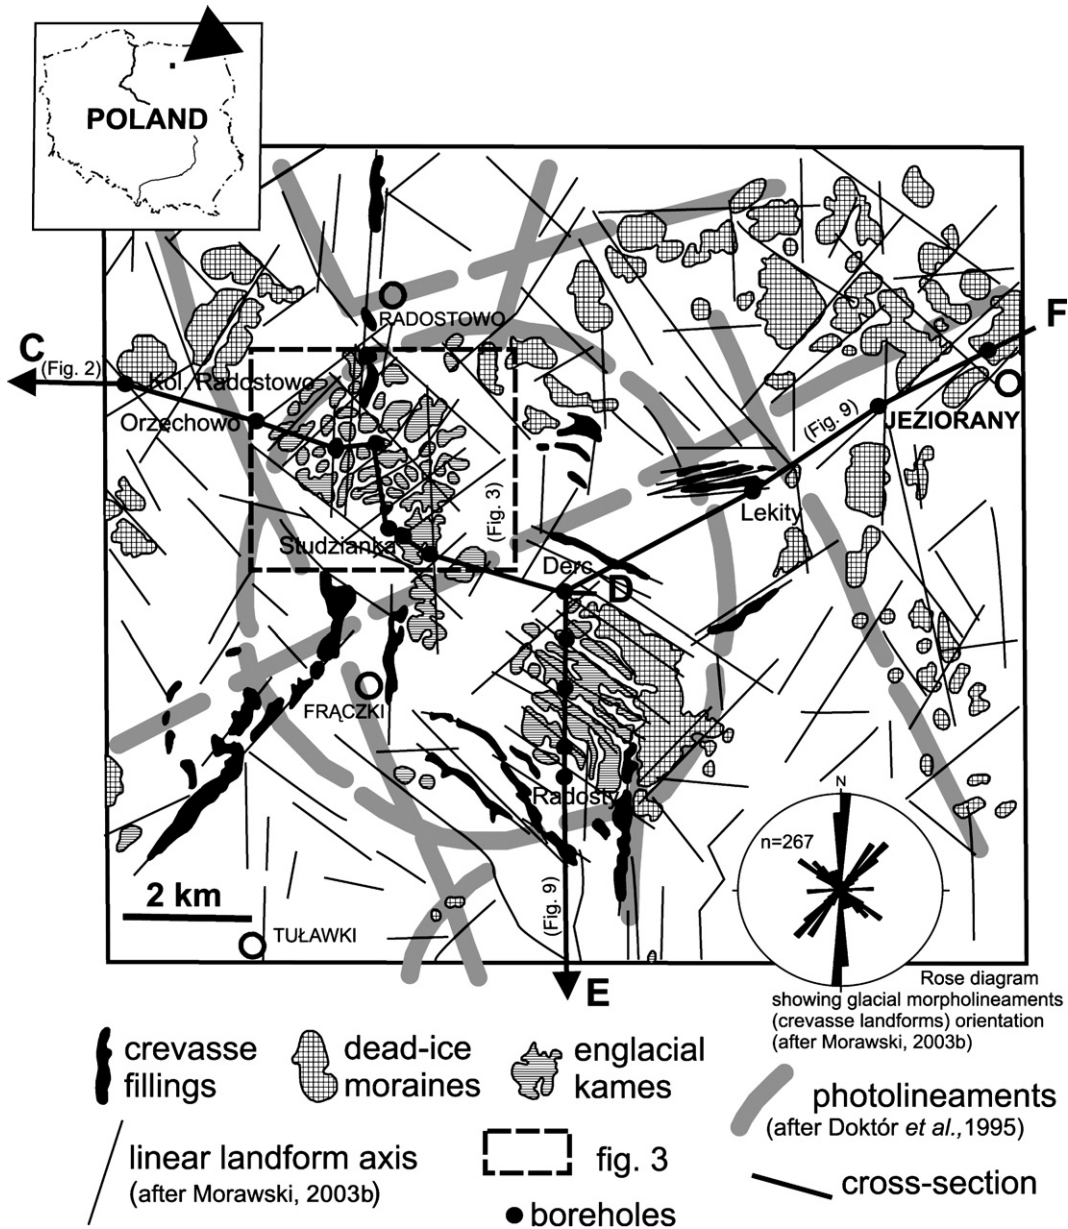 POLAND
RADOSTOWO
C
(Fig. 2)
F
Kol. Radostowo
Orzechowo
(Fig. 9)
JEZIORANY
(Fig. 3)
Lekity
Studzianka
Derc
D
FRĄCZKI
Radosty
N
n=267
2 km
(Fig. 9)
TUŁAWKI
E
Rose diagram
showing glacial morpholineaments
(crevasse landforms) orientation
(after Morawski, 2003b)
crevasse
fillings
dead-ice
moraines
englacial
kames
photolineaments
(after Doktór et al.,1995)
linear landform axis
(after Morawski, 2003b)
fig. 3
cross-section
boreholes